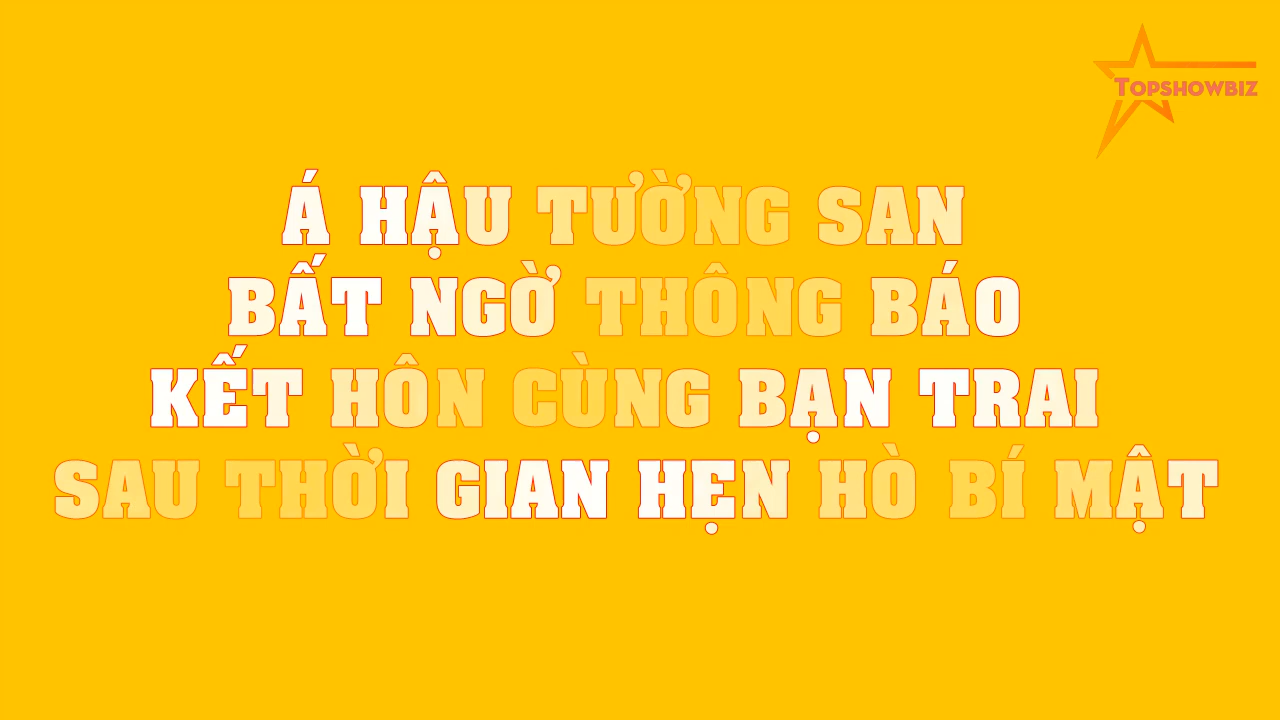 TOPSHOWBIZ
Á HẬU TƯỜNG SAN
BẤT NGỜ THÔNG BÁO
KẾT HÔN CÙNG BẠN TRAI
SAU THỜI GIAN HẸN HÒ BÍ MẬT